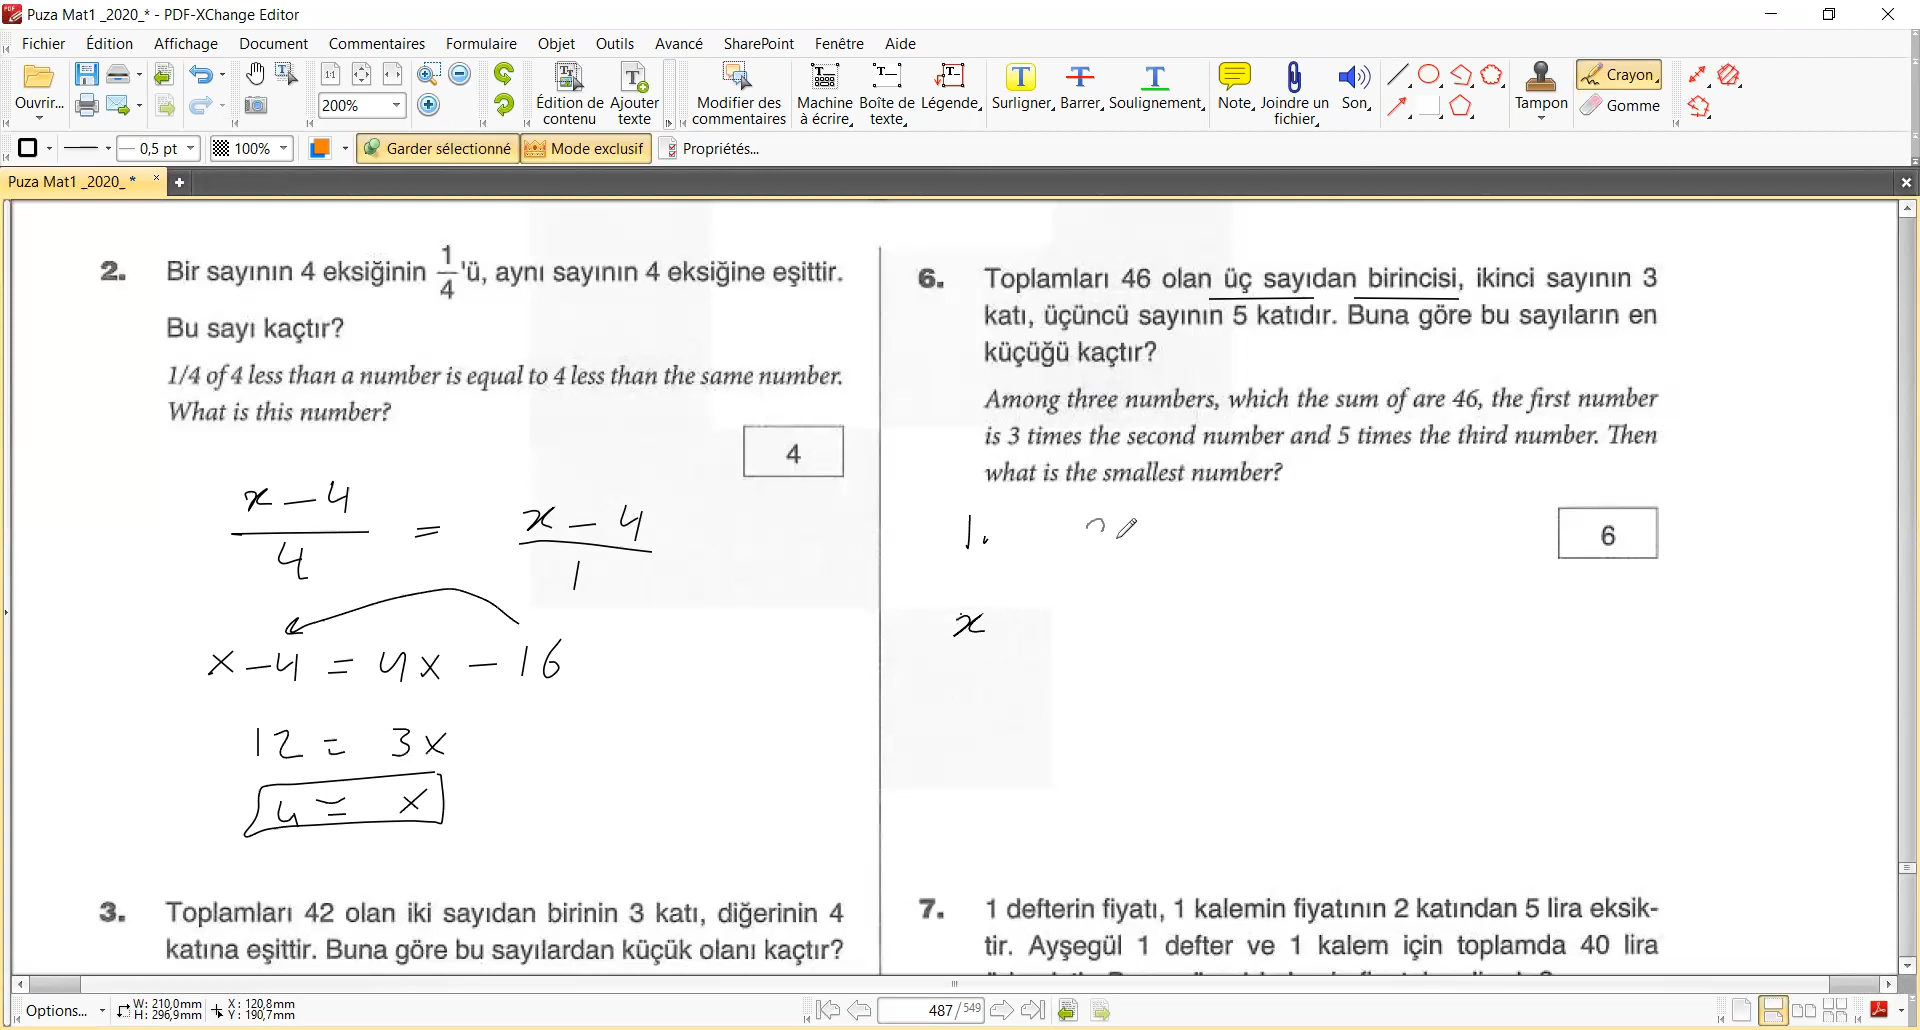 Puza Mat1 _2020_* - PDF-XChange Editor
Fichier Édition Affichage Document Commentaires Formulaire Objet Outils Avancé SharePoint Fenêtre Aide
Ouvrir... 200% Édition de contenu Ajouter texte Modifier des commentaires Machine à écrire Boîte de texte Légende Surligner Barrer Soulignement Note Joindre un fichier Son Tampon Crayon Gomme
0,5 pt 100% Garder sélectionné Mode exclusif Propriétés...
Puza Mat1 _2020_ *
2. Bir sayının 4 eksiğinin 1/4'ü, aynı sayının 4 eksiğine eşittir.
Bu sayı kaçtır?
1/4 of 4 less than a number is equal to 4 less than the same number.
What is this number?
4
x – 4 / 4 = x – 4 / 1
x – 4 = 4x – 16
12 = 3x
4 = x
3. Toplamları 42 olan iki sayıdan birinin 3 katı, diğerinin 4
katına eşittir. Buna göre bu sayılardan küçük olanı kaçtır?
6. Toplamları 46 olan üç sayıdan birincisi, ikinci sayının 3
katı, üçüncü sayının 5 katıdır. Buna göre bu sayıların en
küçüğü kaçtır?
Among three numbers, which the sum of are 46, the first number
is 3 times the second number and 5 times the third number. Then
what is the smallest number?
1.
6
x
7. 1 defterin fiyatı, 1 kalemin fiyatının 2 katından 5 lira eksik-
tir. Ayşegül 1 defter ve 1 kalem için toplamda 40 lira
Options... W: 210,0mm H: 296,9mm X: 120,8mm Y: 190,7mm 487 / 549